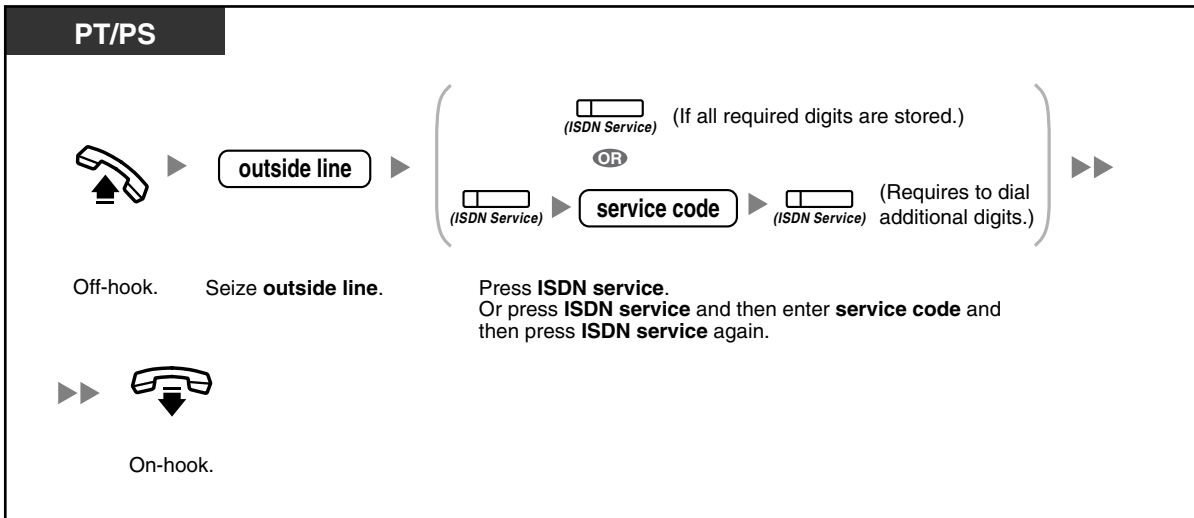 PT/PS
(ISDN Service) (If all required digits are stored.)
OR
outside line
(ISDN Service) service code (ISDN Service) (Requires to dial
additional digits.)
Off-hook. Seize outside line. Press ISDN service.
Or press ISDN service and then enter service code and
then press ISDN service again.
On-hook.